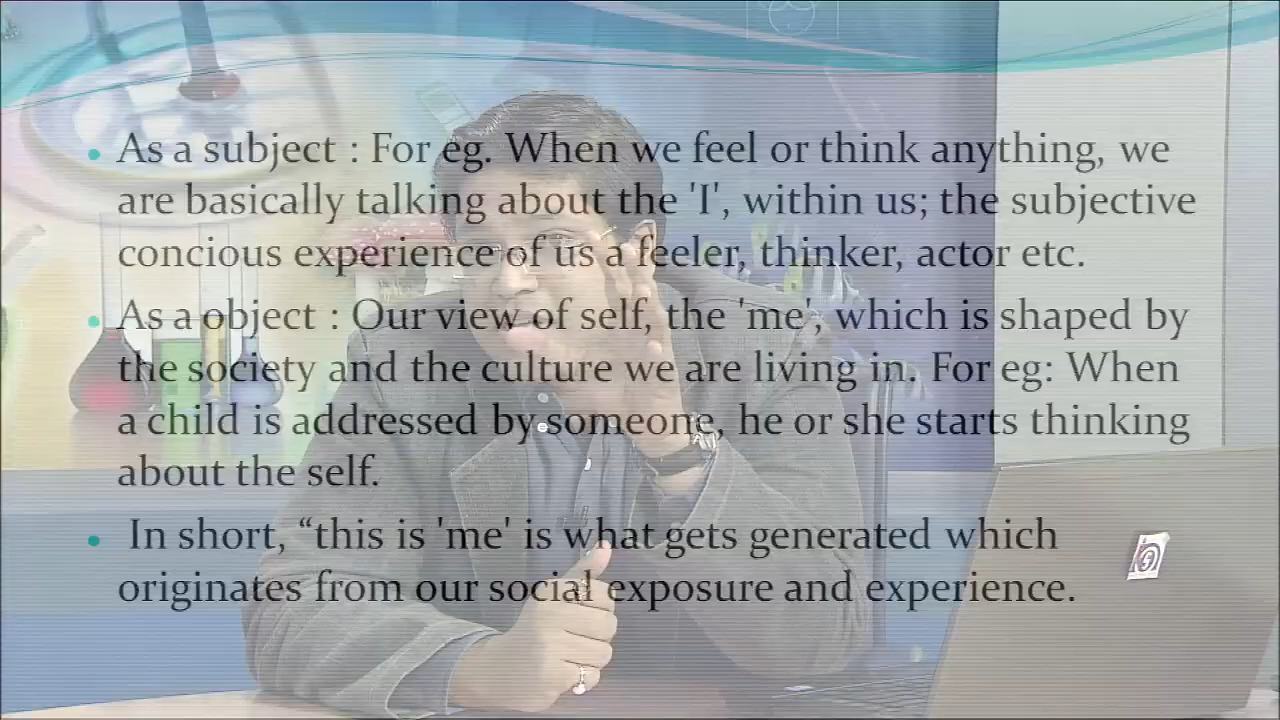 As a subject : For eg. When we feel or think anything, we
are basically talking about the 'I', within us; the subjective
concious experience of us a feeler, thinker, actor etc.
As a object : Our view of self, the 'me', which is shaped by
the society and the culture we are living in. For eg: When
a child is addressed by someone, he or she starts thinking
about the self.
In short, “this is 'me' is what gets generated which
originates from our social exposure and experience.